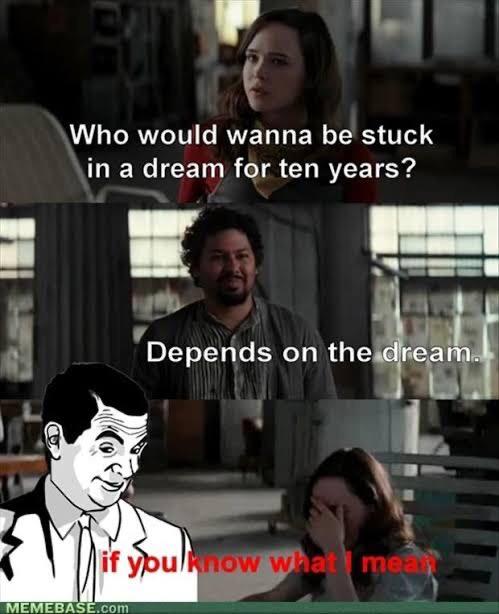 Who would wanna be stuck
in a dream for ten years?
Depends on the dream.
if you know what I mean
MEMEBASE.com